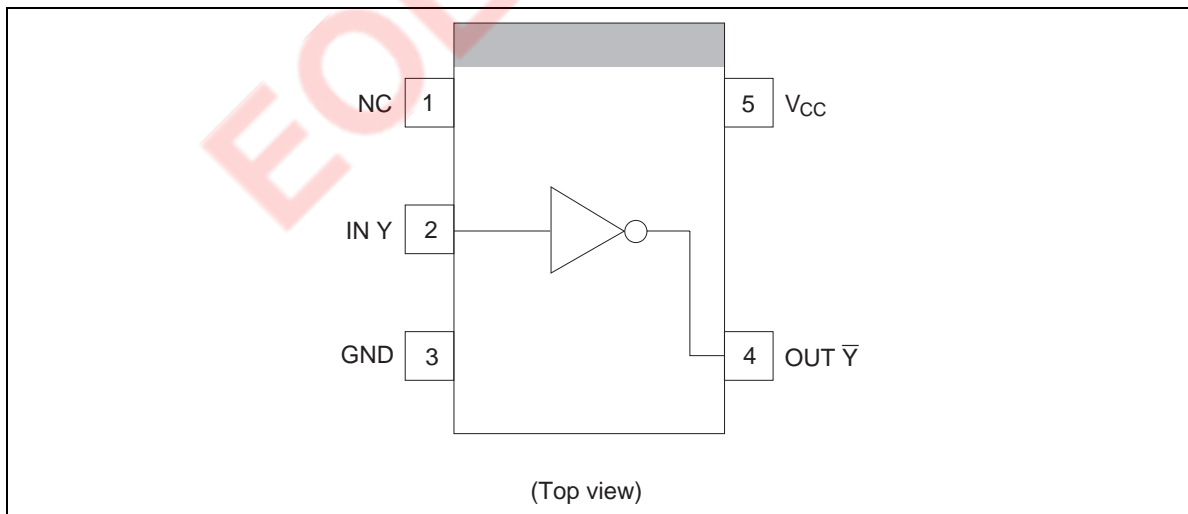 EOL
NC 1
5 VCC
IN Y 2
GND 3
4 OUT Y̅
(Top view)